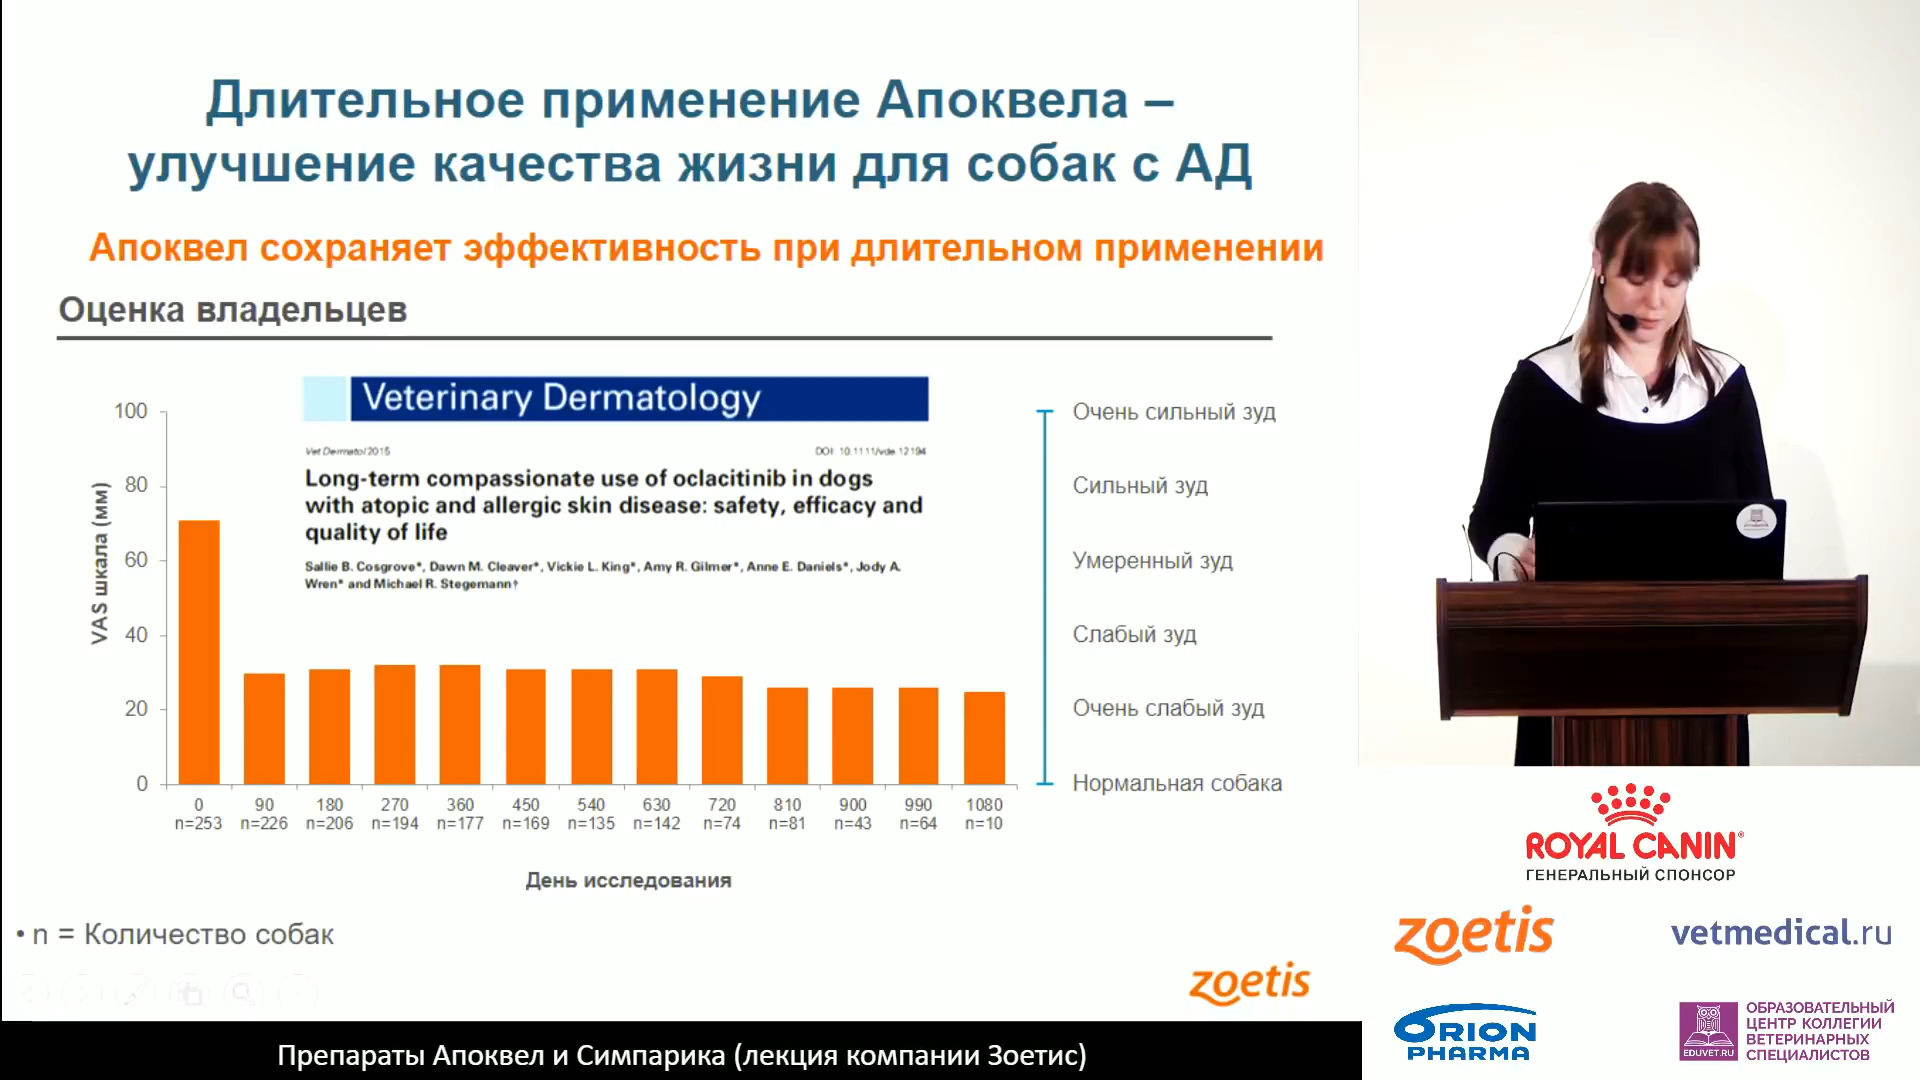 Длительное применение Апоквела –
улучшение качества жизни для собак с АД
Апоквел сохраняет эффективность при длительном применении
Оценка владельцев
Veterinary Dermatology
Vet Dermatol 2015
DOI: 10.1111/vde.12194
Long-term compassionate use of oclacitinib in dogs
with atopic and allergic skin disease: safety, efficacy and
quality of life
Sallie B. Cosgrove*, Dawn M. Cleaver*, Vickie L. King*, Amy R. Gilmer*, Anne E. Daniels*, Jody A.
Wren* and Michael R. Stegemann†
VAS шкала (мм)
100
80
60
40
20
0
Очень сильный зуд
Сильный зуд
Умеренный зуд
Слабый зуд
Очень слабый зуд
Нормальная собака
0 90 180 270 360 450 540 630 720 810 900 990 1080
n=253 n=226 n=206 n=194 n=177 n=169 n=135 n=142 n=74 n=81 n=43 n=64 n=10
День исследования
• n = Количество собак
zoetis
Препараты Апоквел и Симпарика (лекция компании Зоетис)
ROYAL CANIN®
ГЕНЕРАЛЬНЫЙ СПОНСОР
zoetis
vetmedical.ru
ORION
PHARMA
EDUVET.RU
ОБРАЗОВАТЕЛЬНЫЙ
ЦЕНТР КОЛЛЕГИИ
ВЕТЕРИНАРНЫХ
СПЕЦИАЛИСТОВ